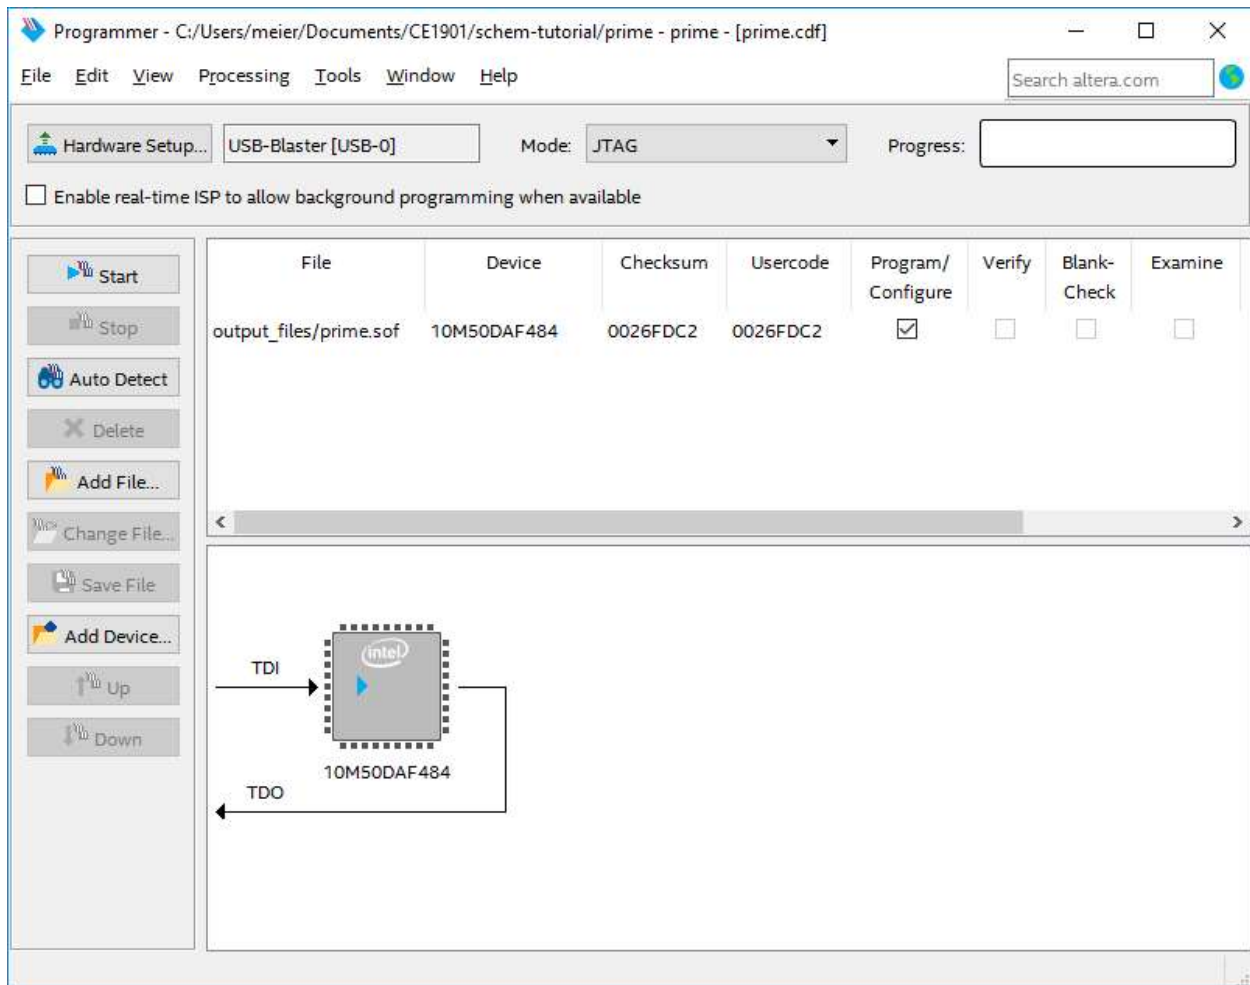 Programmer - C:/Users/meier/Documents/CE1901/schem-tutorial/prime - prime - [prime.cdf]
File Edit View Processing Tools Window Help
Search altera.com
Hardware Setup... USB-Blaster [USB-0] Mode: JTAG Progress:
Enable real-time ISP to allow background programming when available
Start
Stop
Auto Detect
Delete
Add File...
Change File...
Save File
Add Device...
Up
Down
File Device Checksum Usercode Program/ Verify Blank- Examine
Configure Check
output_files/prime.sof 10M50DAF484 0026FDC2 0026FDC2
intel
TDI
10M50DAF484
TDO